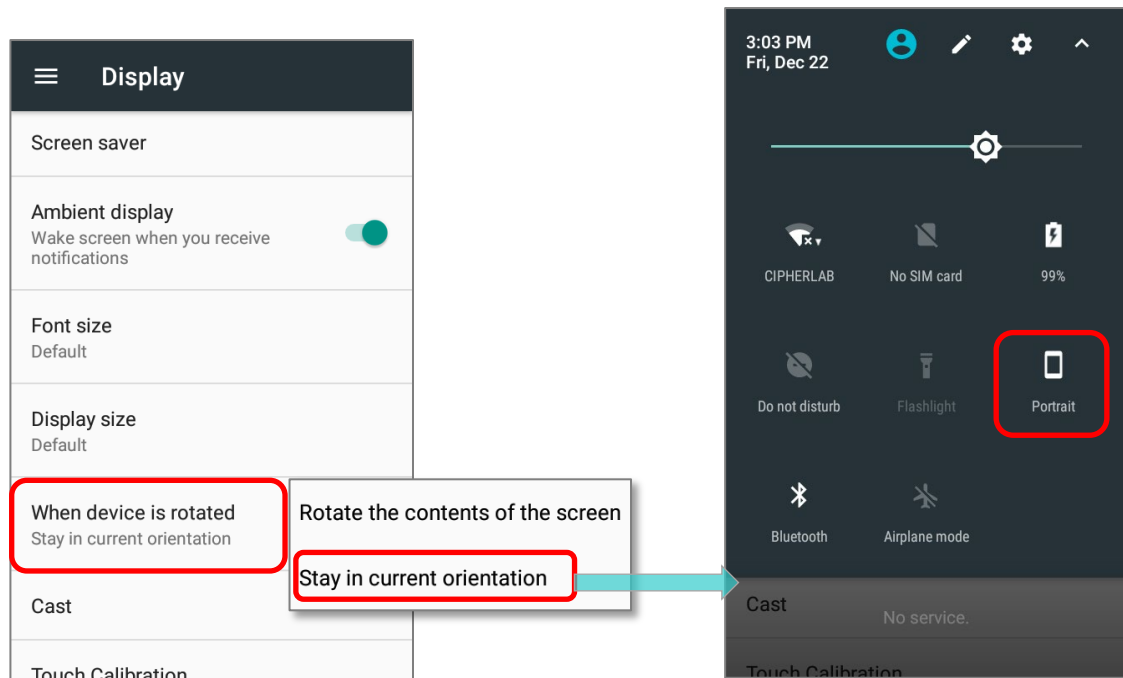 Display
Screen saver
Ambient display
Wake screen when you receive
notifications
Font size
Default
Display size
Default
When device is rotated
Stay in current orientation
Cast
Touch Calibration
Rotate the contents of the screen
Stay in current orientation
3:03 PM
Fri, Dec 22
CIPHERLAB
No SIM card
99%
Do not disturb
Flashlight
Portrait
Bluetooth
Airplane mode
Cast
No service.
Touch Calibration